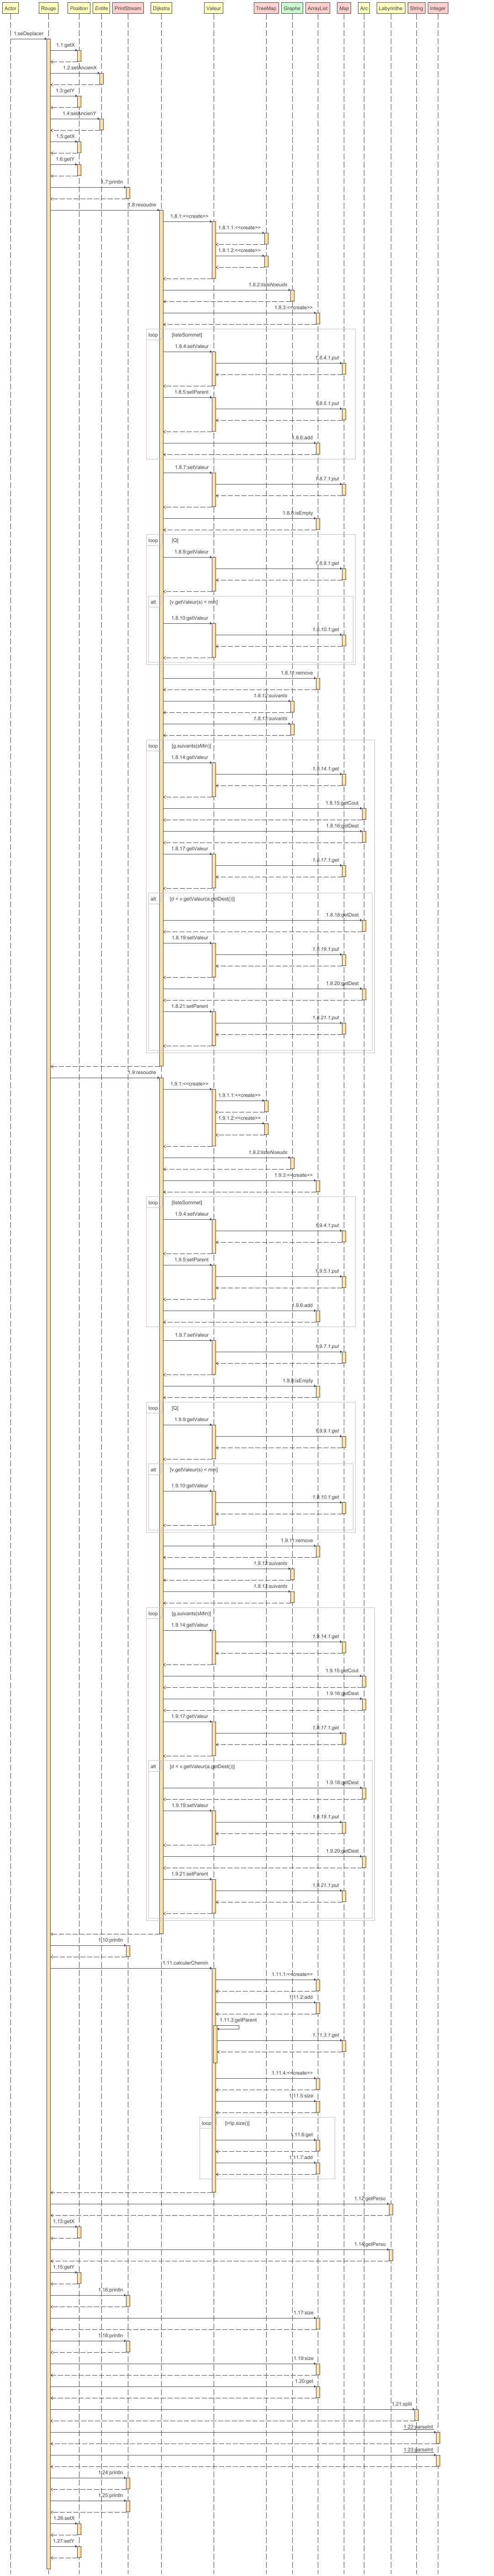 Actor Rouge Position Entite PrintStream Dijkstra Valeur TreeMap Graphe ArrayList Map Arc Labyrinthe String Integer
1:seDeplacer
1.1:getX
1.2:setAncienX
1.3:getY
1.4:setAncienY
1.5:getX
1.6:getY
1.7:println
1.8:resoudre
1.8.1:<<create>>
1.8.1.1:<<create>>
1.8.1.2:<<create>>
1.8.2:listeNoeuds
1.8.3:<<create>>
loop [listeSommet]
1.8.4:setValeur
1.8.4.1:put
1.8.5:setParent
1.8.5.1:put
1.8.6:add
1.8.7:setValeur
1.8.7.1:put
1.8.8:isEmpty
loop [Q]
1.8.9:getValeur
1.8.9.1:get
alt [v.getValeur(s) < min]
1.8.10:getValeur
1.8.10.1:get
1.8.11:remove
1.8.12:suivants
1.8.13:suivants
loop [g.suivants(sMin)]
1.8.14:getValeur
1.8.14.1:get
1.8.15:getCout
1.8.16:getDest
1.8.17:getValeur
1.8.17.1:get
alt [d < v.getValeur(a.getDest())]
1.8.18:getDest
1.8.19:setValeur
1.8.19.1:put
1.8.20:getDest
1.8.21:setParent
1.8.21.1:put
1.9:resoudre
1.9.1:<<create>>
1.9.1.1:<<create>>
1.9.1.2:<<create>>
1.9.2:listeNoeuds
1.9.3:<<create>>
loop [listeSommet]
1.9.4:setValeur
1.9.4.1:put
1.9.5:setParent
1.9.5.1:put
1.9.6:add
1.9.7:setValeur
1.9.7.1:put
1.9.8:isEmpty
loop [Q]
1.9.9:getValeur
1.9.9.1:get
alt [v.getValeur(s) < min]
1.9.10:getValeur
1.9.10.1:get
1.9.11:remove
1.9.12:suivants
1.9.13:suivants
loop [g.suivants(sMin)]
1.9.14:getValeur
1.9.14.1:get
1.9.15:getCout
1.9.16:getDest
1.9.17:getValeur
1.9.17.1:get
alt [d < v.getValeur(a.getDest())]
1.9.18:getDest
1.9.19:setValeur
1.9.19.1:put
1.9.20:getDest
1.9.21:setParent
1.9.21.1:put
1.10:println
1.11:calculerChemin
1.11.1:<<create>>
1.11.2:add
1.11.3:getParent
1.11.3.1:get
1.11.4:<<create>>
1.11.5:size
loop [i<lp.size()]
1.11.6:get
1.11.7:add
1.12:getPerso
1.13:getX
1.14:getPerso
1.15:getY
1.16:println
1.17:size
1.18:println
1.19:size
1.20:get
1.21:split
1.22:parseInt
1.23:parseInt
1.24:println
1.25:println
1.26:setX
1.27:setY